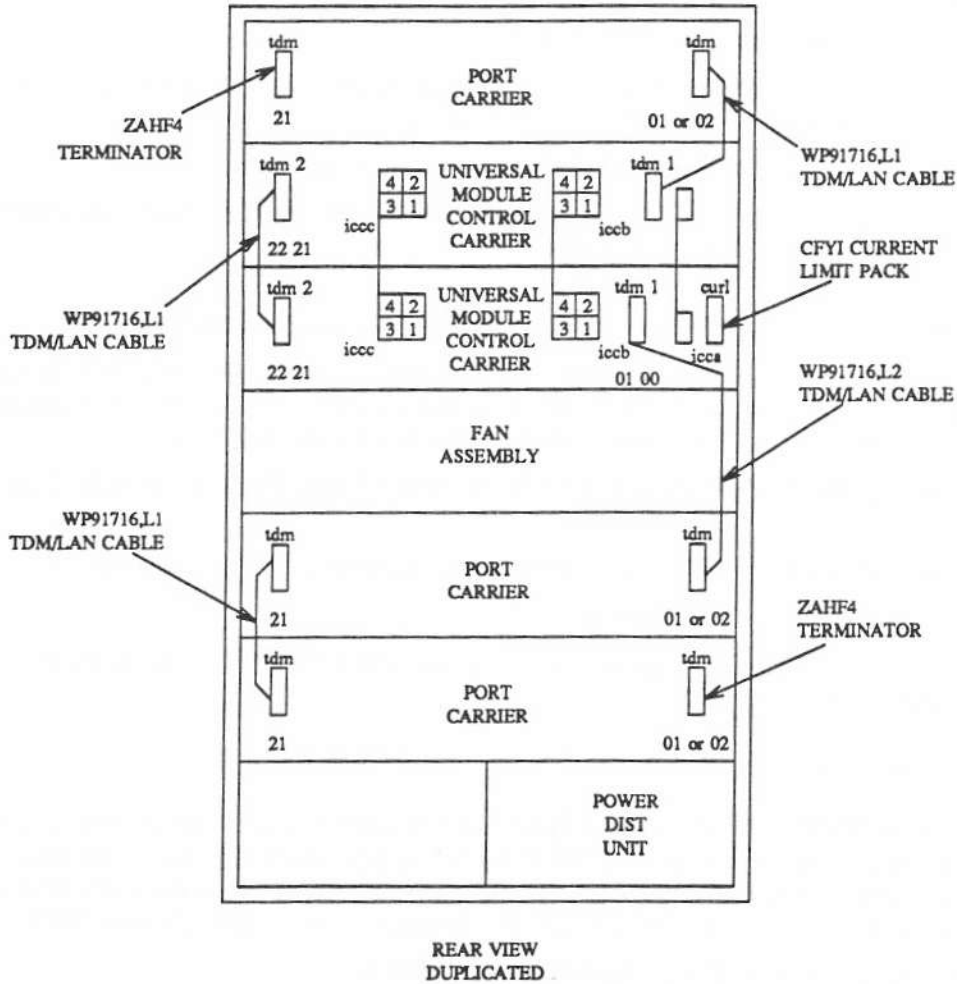 tdm
tdm
PORT
CARRIER
21
01 or 02
ZAHF4
TERMINATOR
WP91716,L1
TDM/LAN CABLE
tdm 2
4 2
3 1
iccc
UNIVERSAL
MODULE
CONTROL
CARRIER
4 2
3 1
iccb
tdm 1
22 21
CFYI CURRENT
LIMIT PACK
WP91716,L1
TDM/LAN CABLE
tdm 2
4 2
3 1
iccc
UNIVERSAL
MODULE
CONTROL
CARRIER
4 2
3 1
iccb
tdm 1
curl
icca
22 21
01 00
WP91716,L2
TDM/LAN CABLE
FAN
ASSEMBLY
WP91716,L1
TDM/LAN CABLE
tdm
tdm
PORT
CARRIER
21
01 or 02
ZAHF4
TERMINATOR
tdm
tdm
PORT
CARRIER
21
01 or 02
POWER
DIST
UNIT
REAR VIEW
DUPLICATED